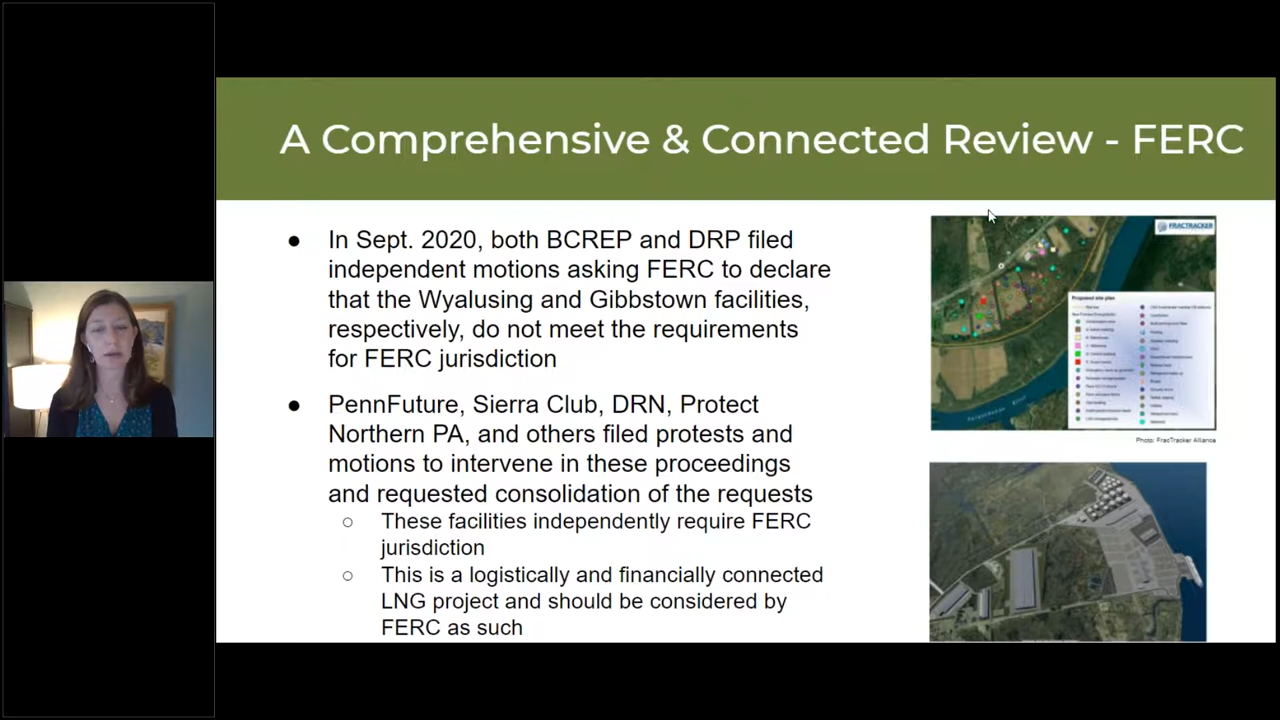 A Comprehensive & Connected Review - FERC
● In Sept. 2020, both BCREP and DRP filed
independent motions asking FERC to declare
that the Wyalusing and Gibbstown facilities,
respectively, do not meet the requirements
for FERC jurisdiction
● PennFuture, Sierra Club, DRN, Protect
Northern PA, and others filed protests and
motions to intervene in these proceedings
and requested consolidation of the requests
○ These facilities independently require FERC
jurisdiction
○ This is a logistically and financially connected
LNG project and should be considered by
FERC as such
FRACTRACKER
Proposed site plan
Photo: FracTracker Alliance